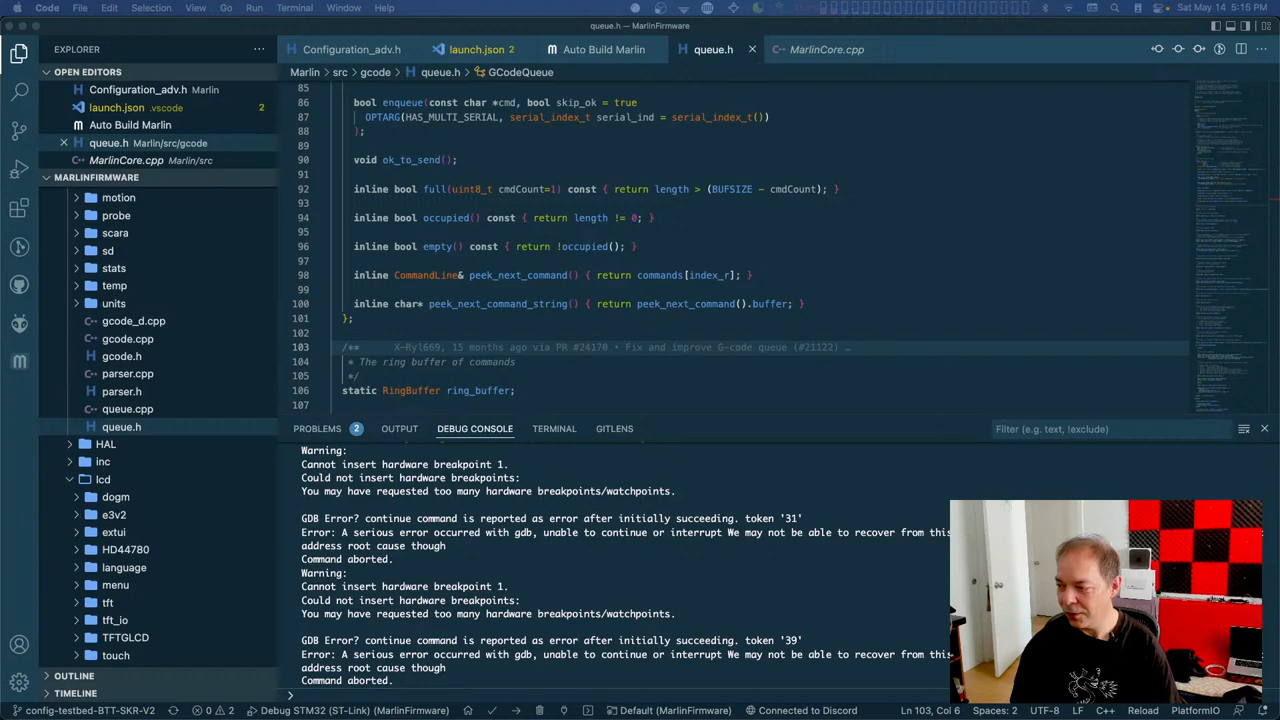 Code File Edit Selection View Go Run Terminal Window Help Sat May 14 5:15 PM
queue.h — MarlinFirmware
EXPLORER
Configuration_adv.h launch.json 2 Auto Build Marlin queue.h MarlinCore.cpp
OPEN EDITORS
Configuration_adv.h Marlin
launch.json .vscode 2
Auto Build Marlin
queue.h Marlin/src/gcode
MarlinCore.cpp Marlin/src
MARLINFIRMWARE
motion
probe
scara
sd
stats
temp
units
gcode_d.cpp
gcode.cpp
gcode.h
parser.cpp
parser.h
queue.cpp
queue.h
HAL
inc
lcd
dogm
e3v2
extui
HD44780
language
menu
tft
tft_io
TFTGLCD
touch
OUTLINE
TIMELINE
Marlin > src > gcode > queue.h > GCodeQueue
85
86 bool enqueue(const char *cmd, bool skip_ok = true
87 OPTARG(HAS_MULTI_SERIAL, serial_index_t serial_ind = serial_index_t())
88 );
89
90 void ok_to_send();
91
92 inline bool full(uint8_t cmdCount=1) const { return length > (BUFSIZE - cmdCount); }
93
94 inline bool occupied() const { return length != 0; }
95
96 inline bool empty() const { return !occupied(); }
97
98 inline CommandLine& peek_next_command() { return commands[index_r]; }
99
100 inline char* peek_next_command_string() { return peek_next_command().buffer; }
101 };
102
103 /** X-Ryl669, 15 months ago via PR #24179 • Fix and improve G-code queue (#21122) …
104 * The ring buffer of commands
105 */
106 static RingBuffer ring_buffer;
107
PROBLEMS 2 OUTPUT DEBUG CONSOLE TERMINAL GITLENS Filter (e.g. text, !exclude)
Warning:
Cannot insert hardware breakpoint 1.
Could not insert hardware breakpoints:
You may have requested too many hardware breakpoints/watchpoints.
GDB Error? continue command is reported as error after initially succeeding. token '31'
Error: A serious error occurred with gdb, unable to continue or interrupt We may not be able to recover from this
address root cause though
Command aborted.
Warning:
Cannot insert hardware breakpoint 1.
Could not insert hardware breakpoints:
You may have requested too many hardware breakpoints/watchpoints.
GDB Error? continue command is reported as error after initially succeeding. token '39'
Error: A serious error occurred with gdb, unable to continue or interrupt We may not be able to recover from this
address root cause though
Command aborted.
config-testbed-BTT-SKR-V2 0 2 Debug STM32 (ST-Link) (MarlinFirmware) Default (MarlinFirmware) Connected to Discord Ln 103, Col 6 Spaces: 2 UTF-8 LF C++ Reload PlatformIO